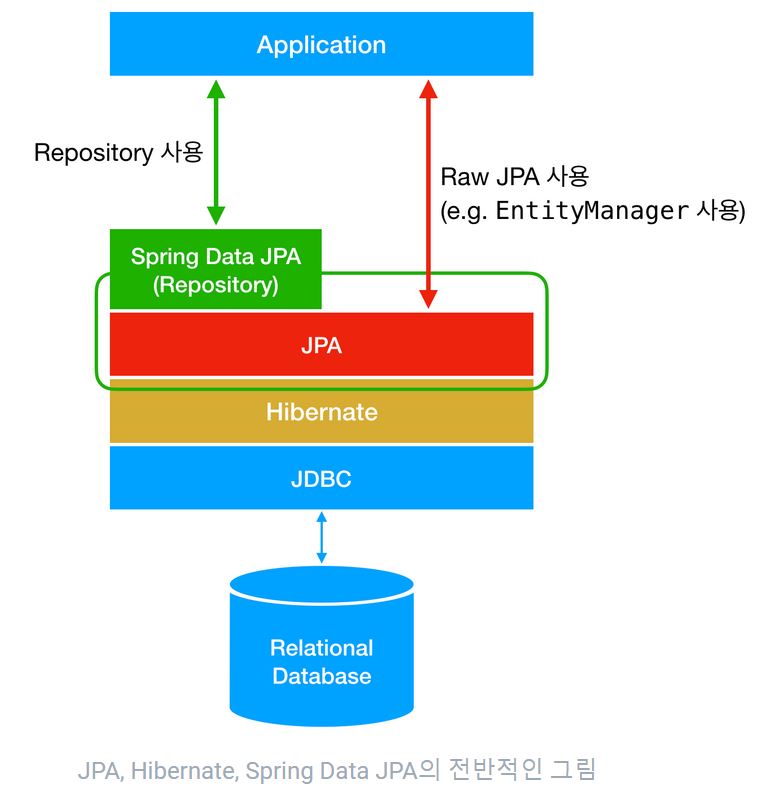 Application
Repository 사용
Raw JPA 사용
(e.g. EntityManager 사용)
Spring Data JPA
(Repository)
JPA
Hibernate
JDBC
Relational
Database
JPA, Hibernate, Spring Data JPA의 전반적인 그림